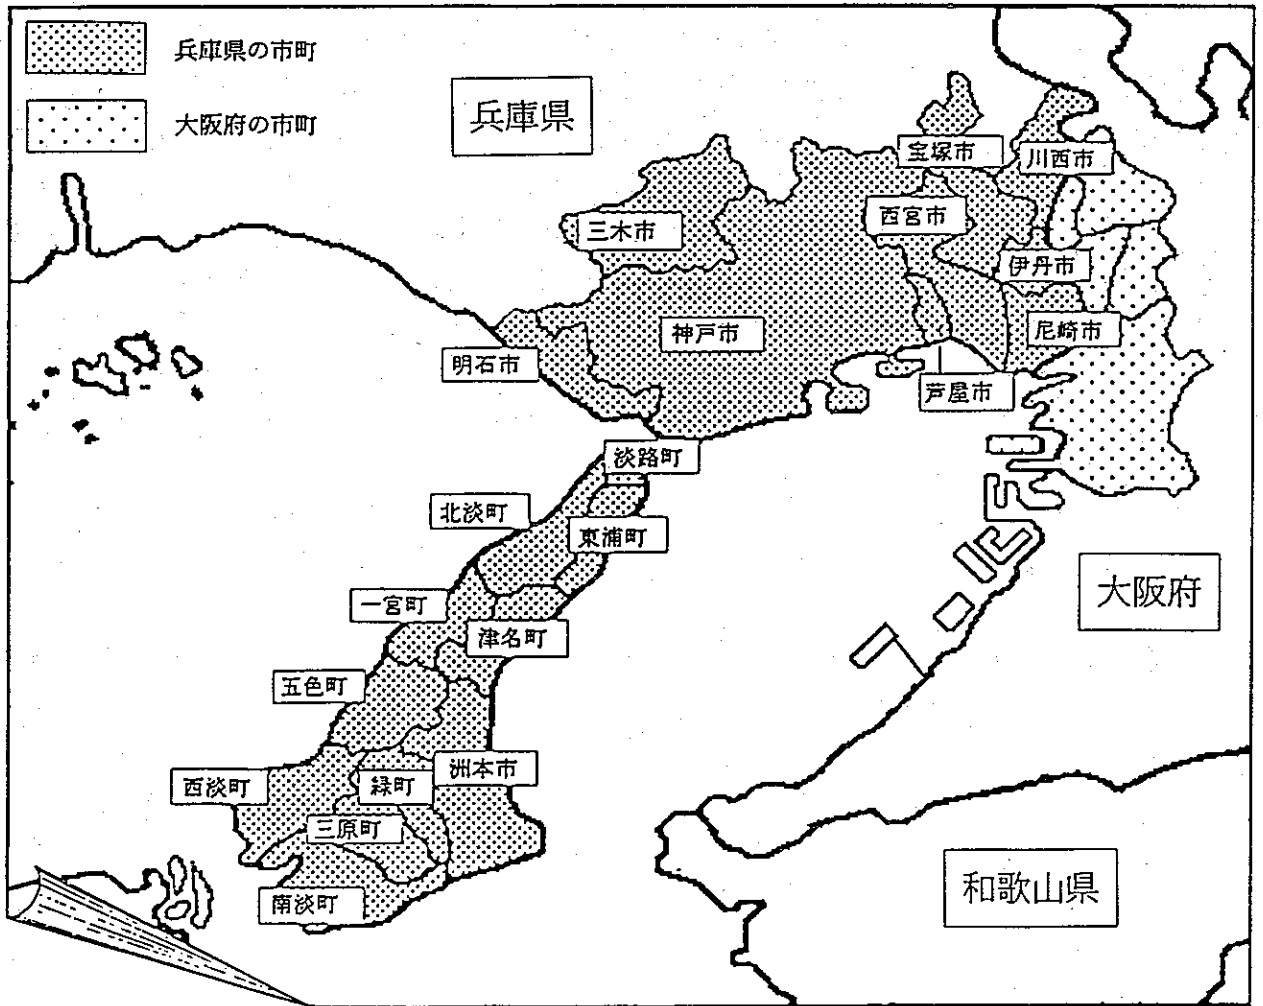 兵庫県の市町
大阪府の市町
兵庫県
宝塚市
川西市
三木市
西宮市
伊丹市
神戸市
尼崎市
明石市
芦屋市
淡路町
北淡町
東浦町
大阪府
一宮町
津名町
五色町
洲本市
西淡町
緑町
三原町
和歌山県
南淡町